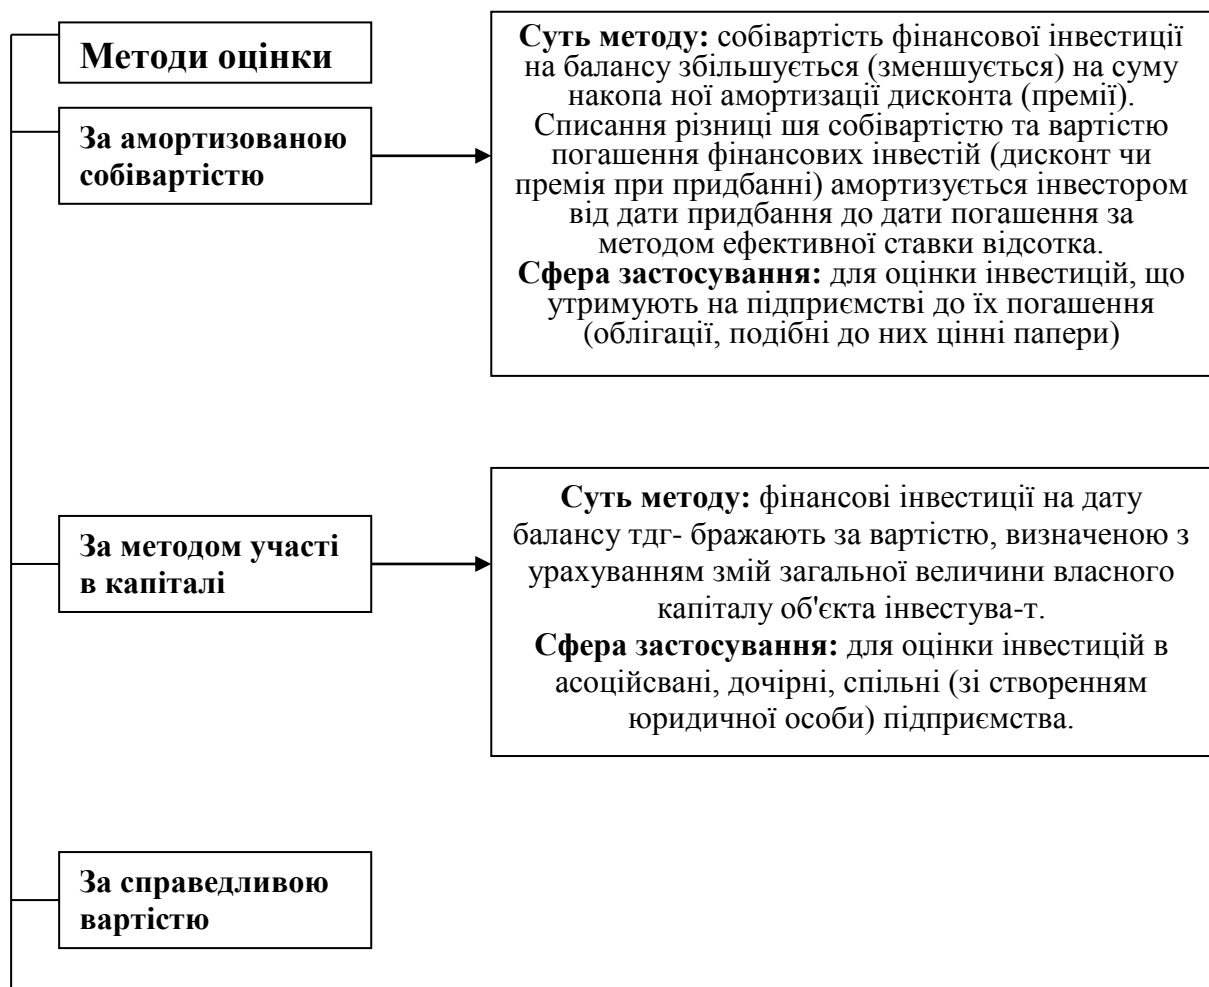 Методи оцінки
За амортизованою
собівартістю
Суть методу: собівартість фінансової інвестиції
на балансу збільшується (зменшується) на суму
накопа ної амортизації дисконта (премії).
Списання різниці шя собівартістю та вартістю
погашення фінансових інвестій (дисконт чи
премія при придбанні) амортизується інвестором
від дати придбання до дати погашення за
методом ефективної ставки відсотка.
Сфера застосування: для оцінки інвестицій, що
утримують на підприємстві до їх погашення
(облігації, подібні до них цінні папери)
За методом участі
в капіталі
Суть методу: фінансові інвестиції на дату
балансу тдг- бражають за вартістю, визначеною з
урахуванням змій загальної величини власного
капіталу об'єкта інвестува-т.
Сфера застосування: для оцінки інвестицій в
асоційсвані, дочірні, спільні (зі створенням
юридичної особи) підприємства.
За справедливою
вартістю